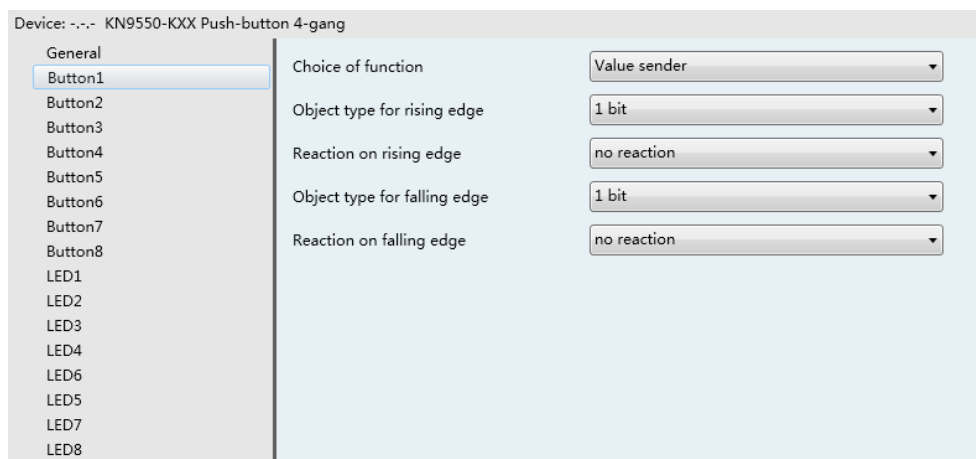 Device: -.-.- KN9550-KXX Push-button 4-gang
General
Button1
Button2
Button3
Button4
Button5
Button6
Button7
Button8
LED1
LED2
LED3
LED4
LED6
LED5
LED7
LED8
Choice of function Value sender
Object type for rising edge 1 bit
Reaction on rising edge no reaction
Object type for falling edge 1 bit
Reaction on falling edge no reaction